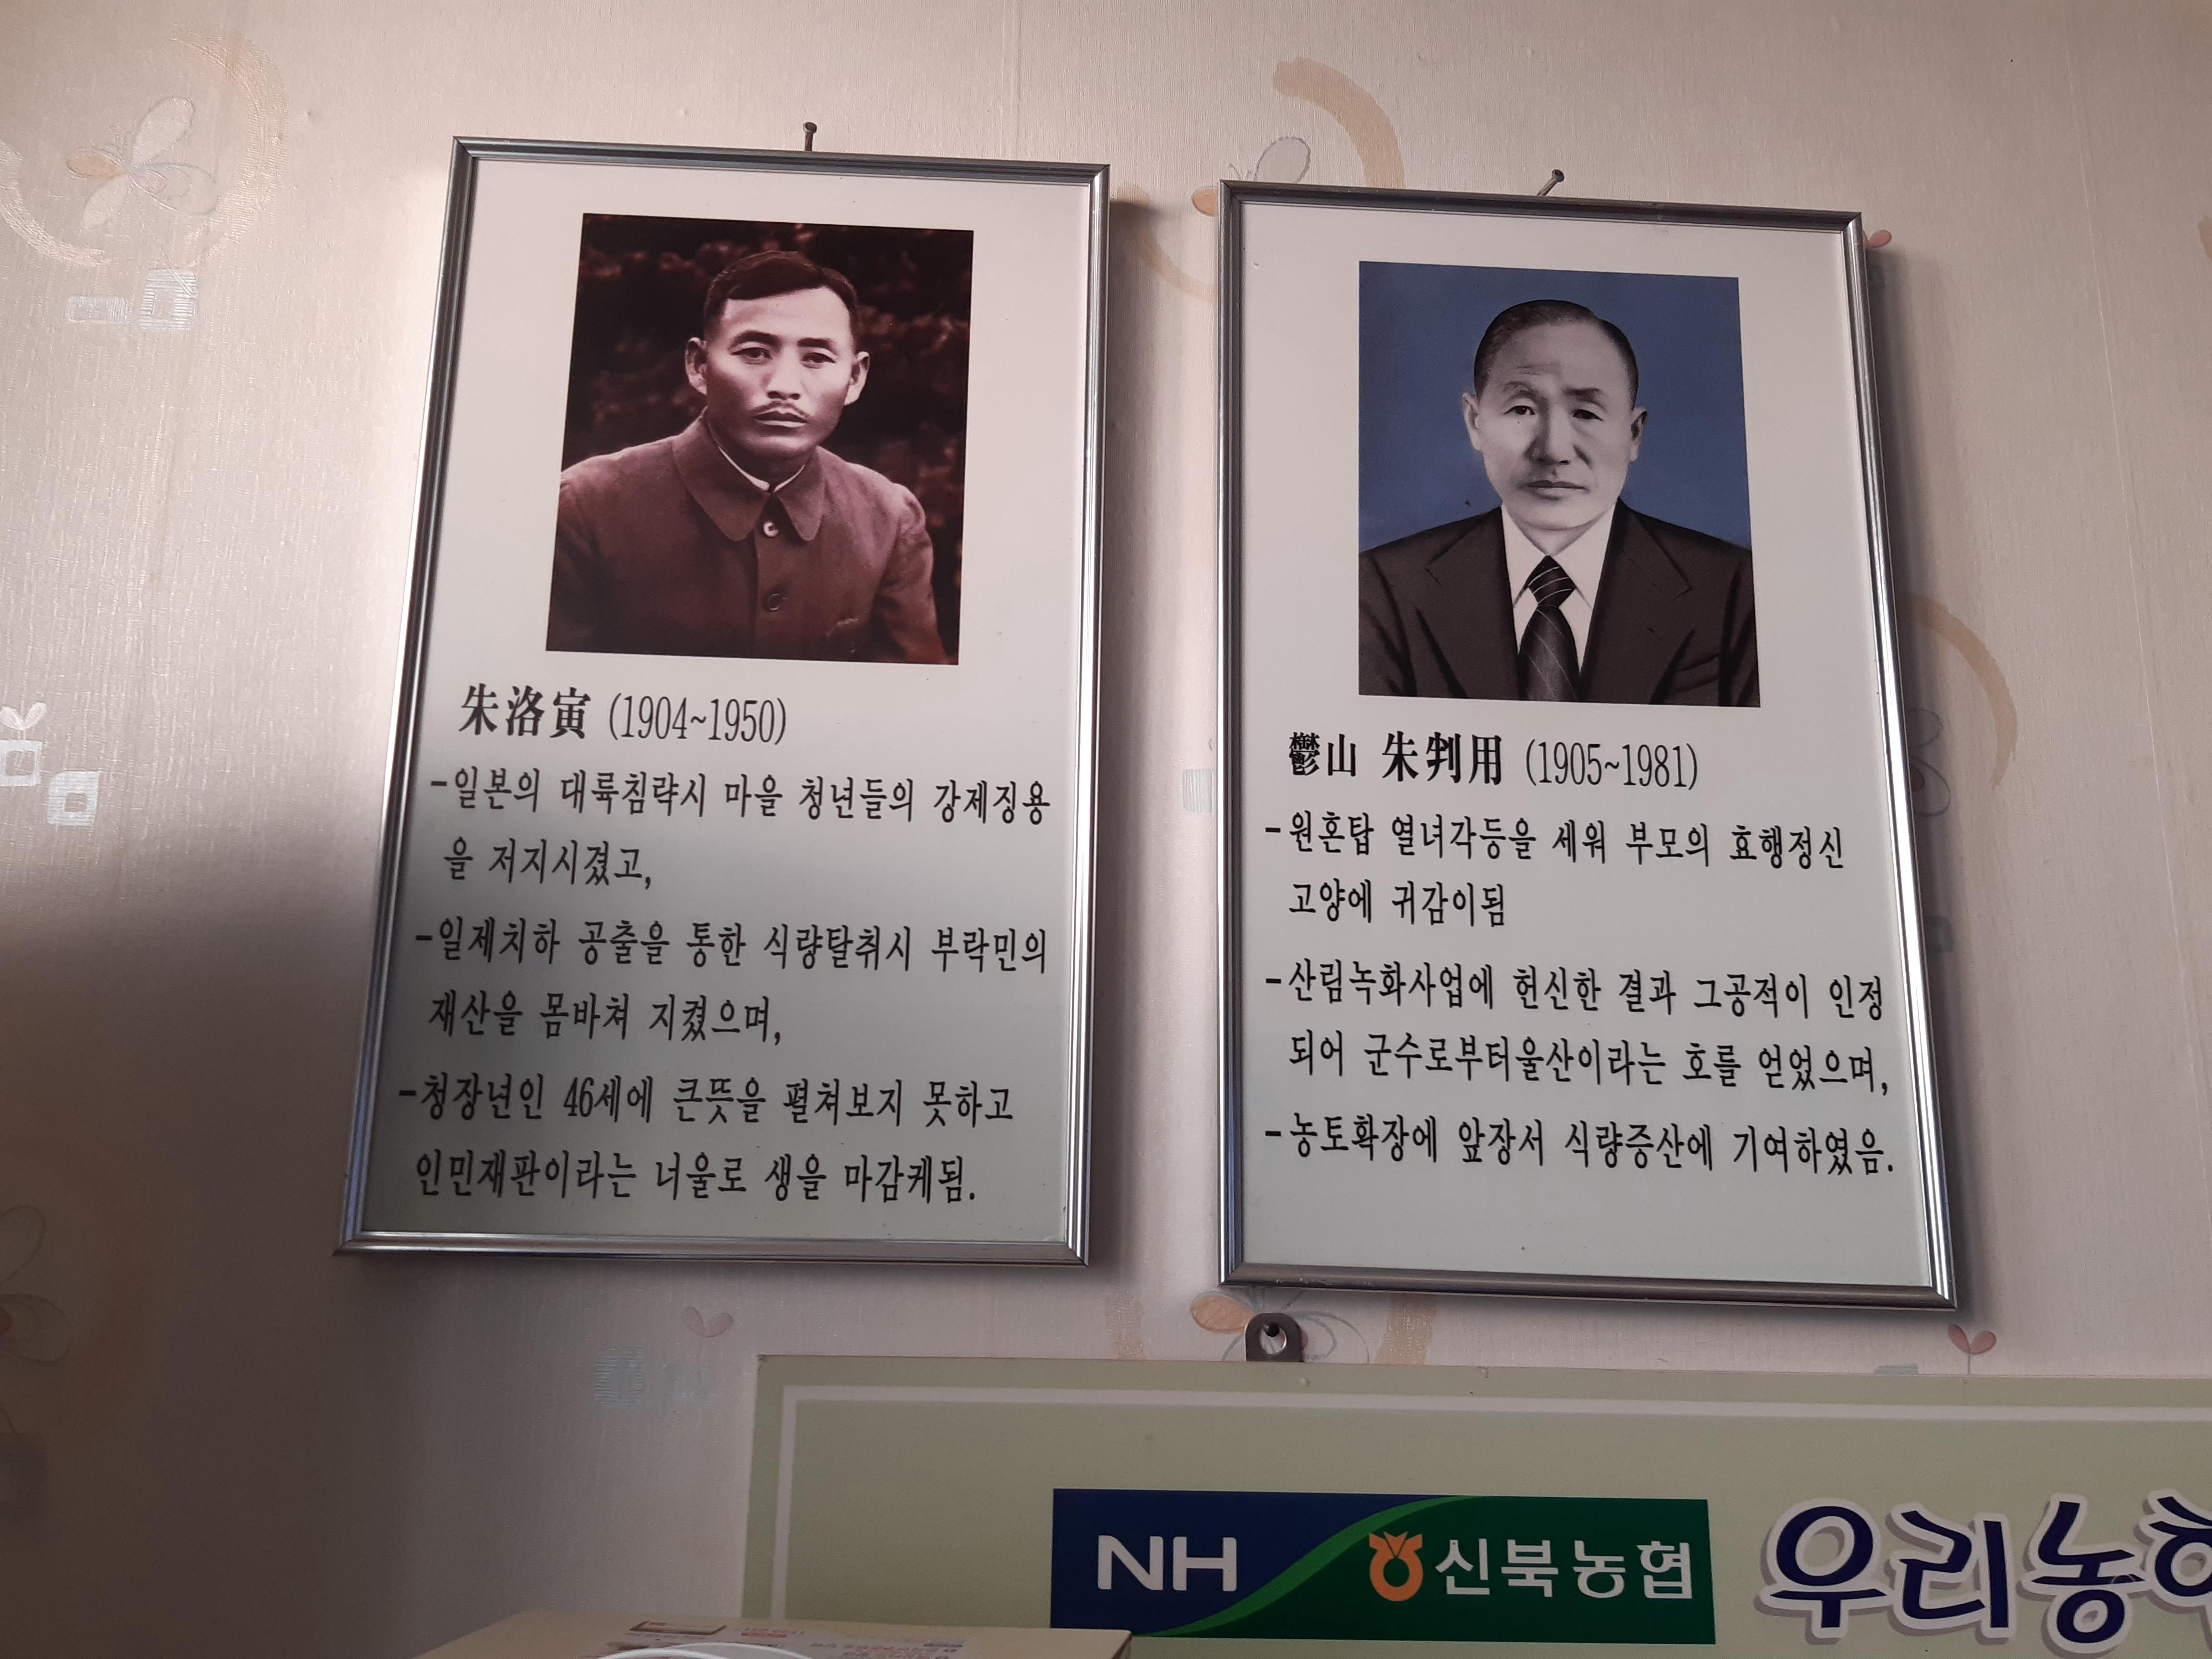 朱洛寅 (1904~1950)
-일본의 대륙침략시 마을 청년들의 강제징용
을 저지시켰고,
-일제치하 공출을 통한 식량탈취시 부락민의
재산을 몸바쳐 지켰으며,
-청장년인 46세에 큰뜻을 펼쳐보지 못하고
인민재판이라는 너울로 생을 마감케됨.
鬱山 朱判用 (1905~1981)
-원혼탑 열녀각등을 세워 부모의 효행정신
고양에 귀감이됨
-산림녹화사업에 헌신한 결과 그공적이 인정
되어 군수로부터울산이라는 호를 얻었으며,
-농토확장에 앞장서 식량증산에 기여하였음.
NH 신북농협 우리농